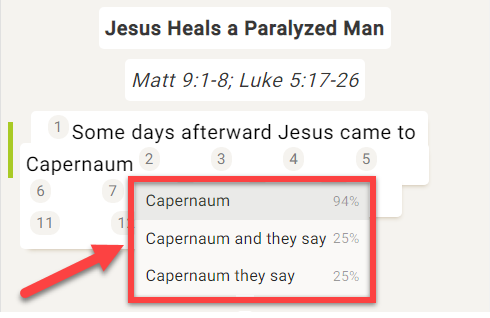 Jesus Heals a Paralyzed Man
Matt 9:1-8; Luke 5:17-26
1 Some days afterward Jesus came to
Capernaum 2 3 4 5
6 7
11
Capernaum 94%
Capernaum and they say 25%
Capernaum they say 25%